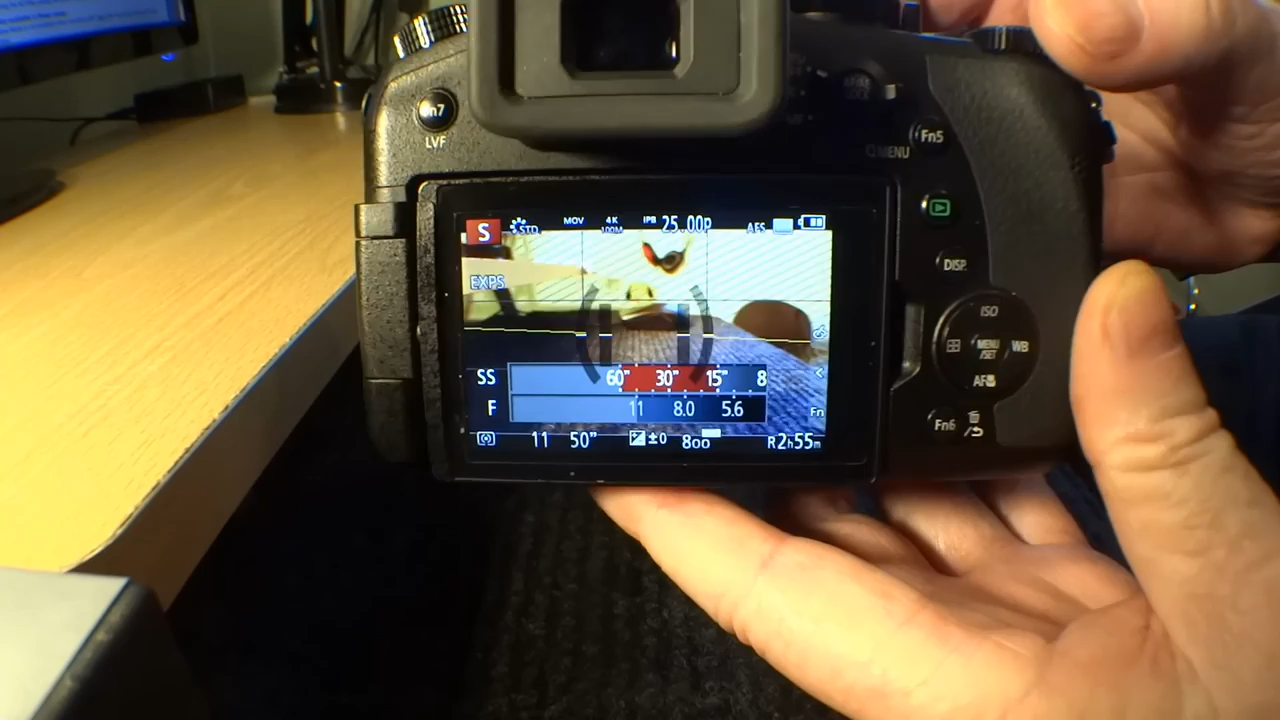 Fn7
LVF
Fn5
Q MENU
S STD MOV 4K 100M IPB 25.00p AFS
EXPS
DISP.
ISO
MENU /SET
WB
AF
SS 60" 30" 15" 8
F 11 8.0 5.6
Fn
Fn6
11 50" ±0 800 R2h55m